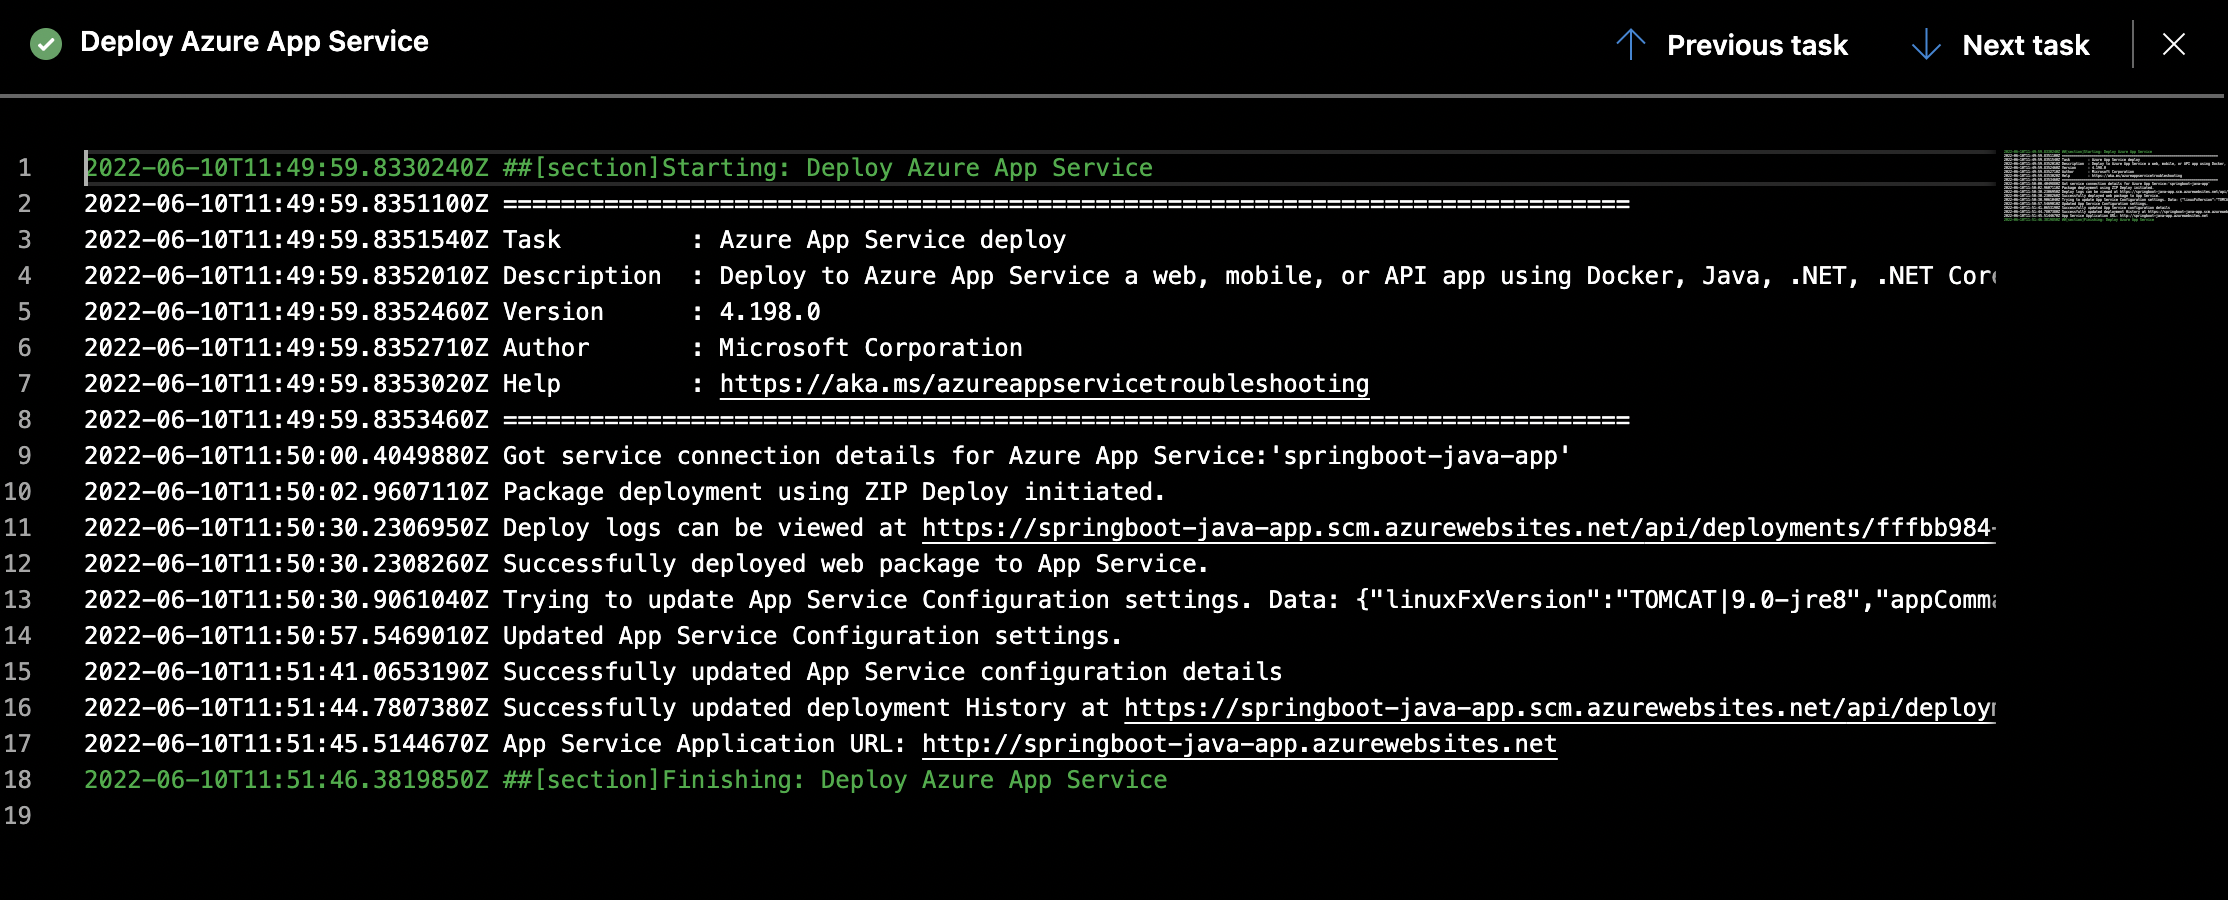 Deploy Azure App Service
Previous task
Next task
1 2022-06-10T11:49:59.8330240Z ##[section]Starting: Deploy Azure App Service
2 2022-06-10T11:49:59.8351100Z ==============================================================================
3 2022-06-10T11:49:59.8351540Z Task         : Azure App Service deploy
4 2022-06-10T11:49:59.8352010Z Description  : Deploy to Azure App Service a web, mobile, or API app using Docker, Java, .NET, .NET Core
5 2022-06-10T11:49:59.8352460Z Version      : 4.198.0
6 2022-06-10T11:49:59.8352710Z Author       : Microsoft Corporation
7 2022-06-10T11:49:59.8353020Z Help         : https://aka.ms/azureappservicetroubleshooting
8 2022-06-10T11:49:59.8353460Z ==============================================================================
9 2022-06-10T11:50:00.4049880Z Got service connection details for Azure App Service:'springboot-java-app'
10 2022-06-10T11:50:02.9607110Z Package deployment using ZIP Deploy initiated.
11 2022-06-10T11:50:30.2306950Z Deploy logs can be viewed at https://springboot-java-app.scm.azurewebsites.net/api/deployments/fffbb984-
12 2022-06-10T11:50:30.2308260Z Successfully deployed web package to App Service.
13 2022-06-10T11:50:30.9061040Z Trying to update App Service Configuration settings. Data: {"linuxFxVersion":"TOMCAT|9.0-jre8","appComma
14 2022-06-10T11:50:57.5469010Z Updated App Service Configuration settings.
15 2022-06-10T11:51:41.0653190Z Successfully updated App Service configuration details
16 2022-06-10T11:51:44.7807380Z Successfully updated deployment History at https://springboot-java-app.scm.azurewebsites.net/api/deploy
17 2022-06-10T11:51:45.5144670Z App Service Application URL: http://springboot-java-app.azurewebsites.net
18 2022-06-10T11:51:46.3819850Z ##[section]Finishing: Deploy Azure App Service
19